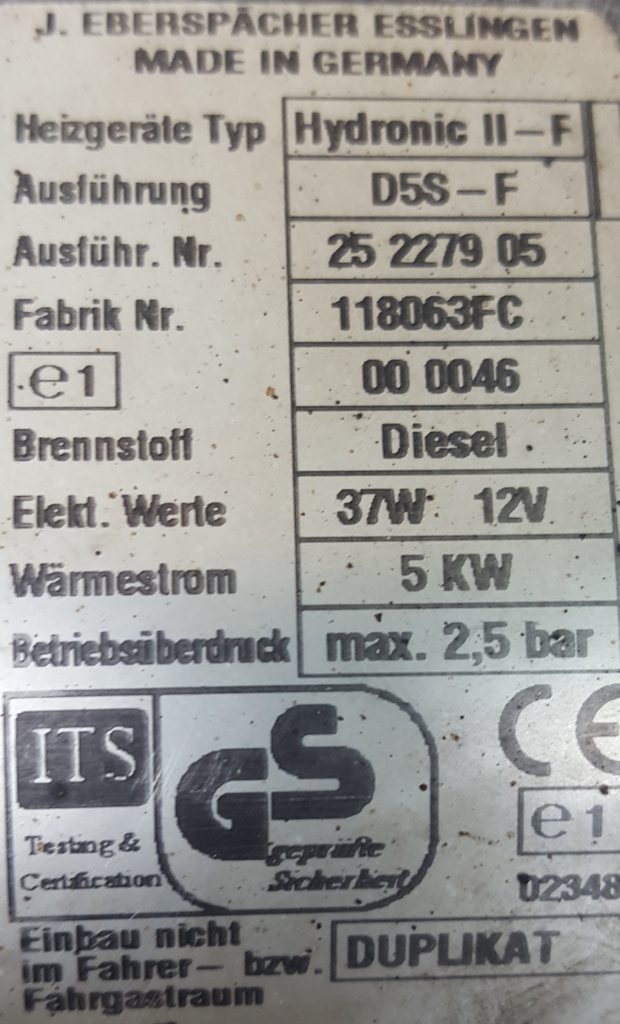 J. EBERSPÄCHER ESSLINGEN
MADE IN GERMANY
Heizgeräte Typ Hydronic II – F
Ausführung D5S – F
Ausführ. Nr. 25 2279 05
Fabrik Nr. 118063FC
e1 00 0046
Brennstoff Diesel
Elekt. Werte 37W 12V
Wärmestrom 5 KW
Betriebsüberdruck max. 2,5 bar
ITS
Testing &
Certification
GS
geprüfte
Sicherheit
CE
e1
02348
Einbau nicht
im Fahrer– bzw.
Fahrgastraum
DUPLIKAT